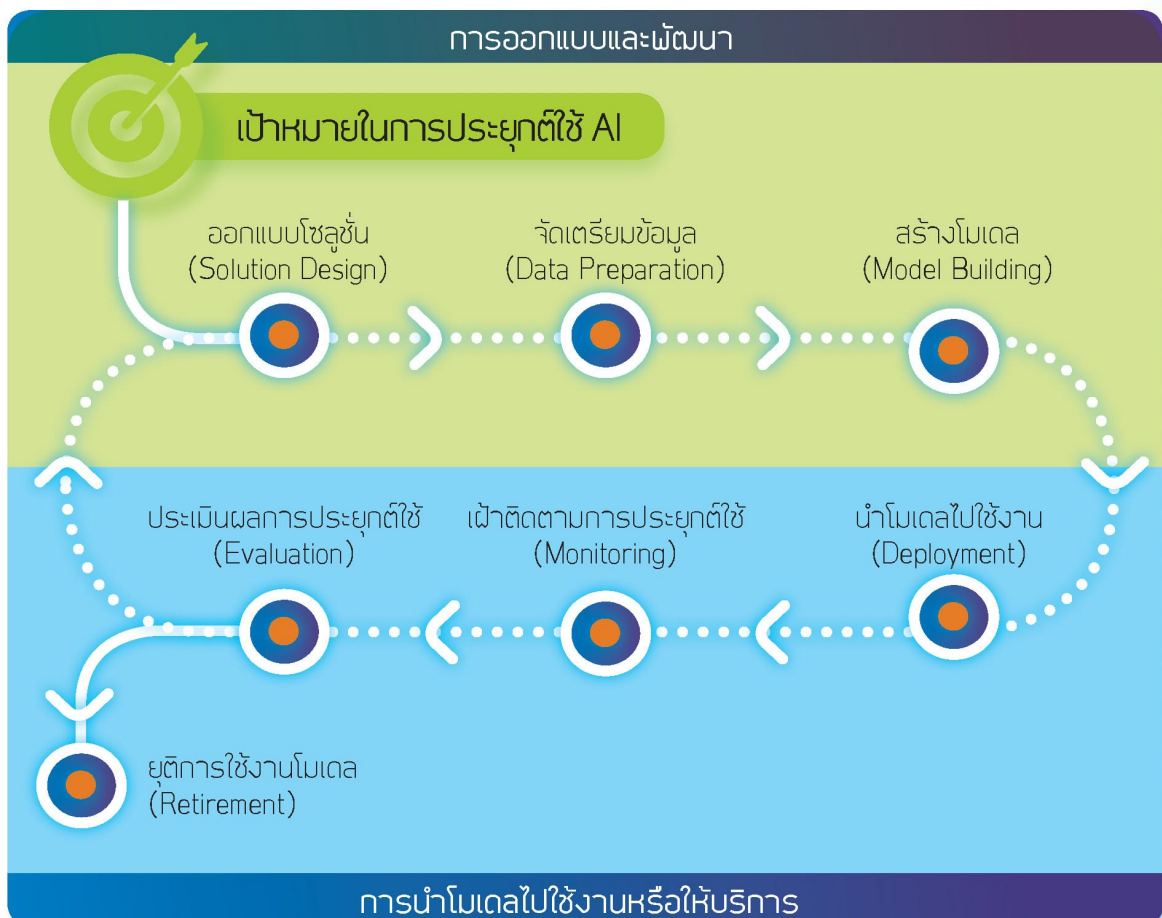 การออกแบบและพัฒนา
เป้าหมายในการประยุกต์ใช้ AI
ออกแบบโซลูชั่น
(Solution Design)
จัดเตรียมข้อมูล
(Data Preparation)
สร้างโมเดล
(Model Building)
ประเมินผลการประยุกต์ใช้
(Evaluation)
เฝ้าติดตามการประยุกต์ใช้
(Monitoring)
นำโมเดลไปใช้งาน
(Deployment)
ยุติการใช้งานโมเดล
(Retirement)
การนำโมเดลไปใช้งานหรือให้บริการ